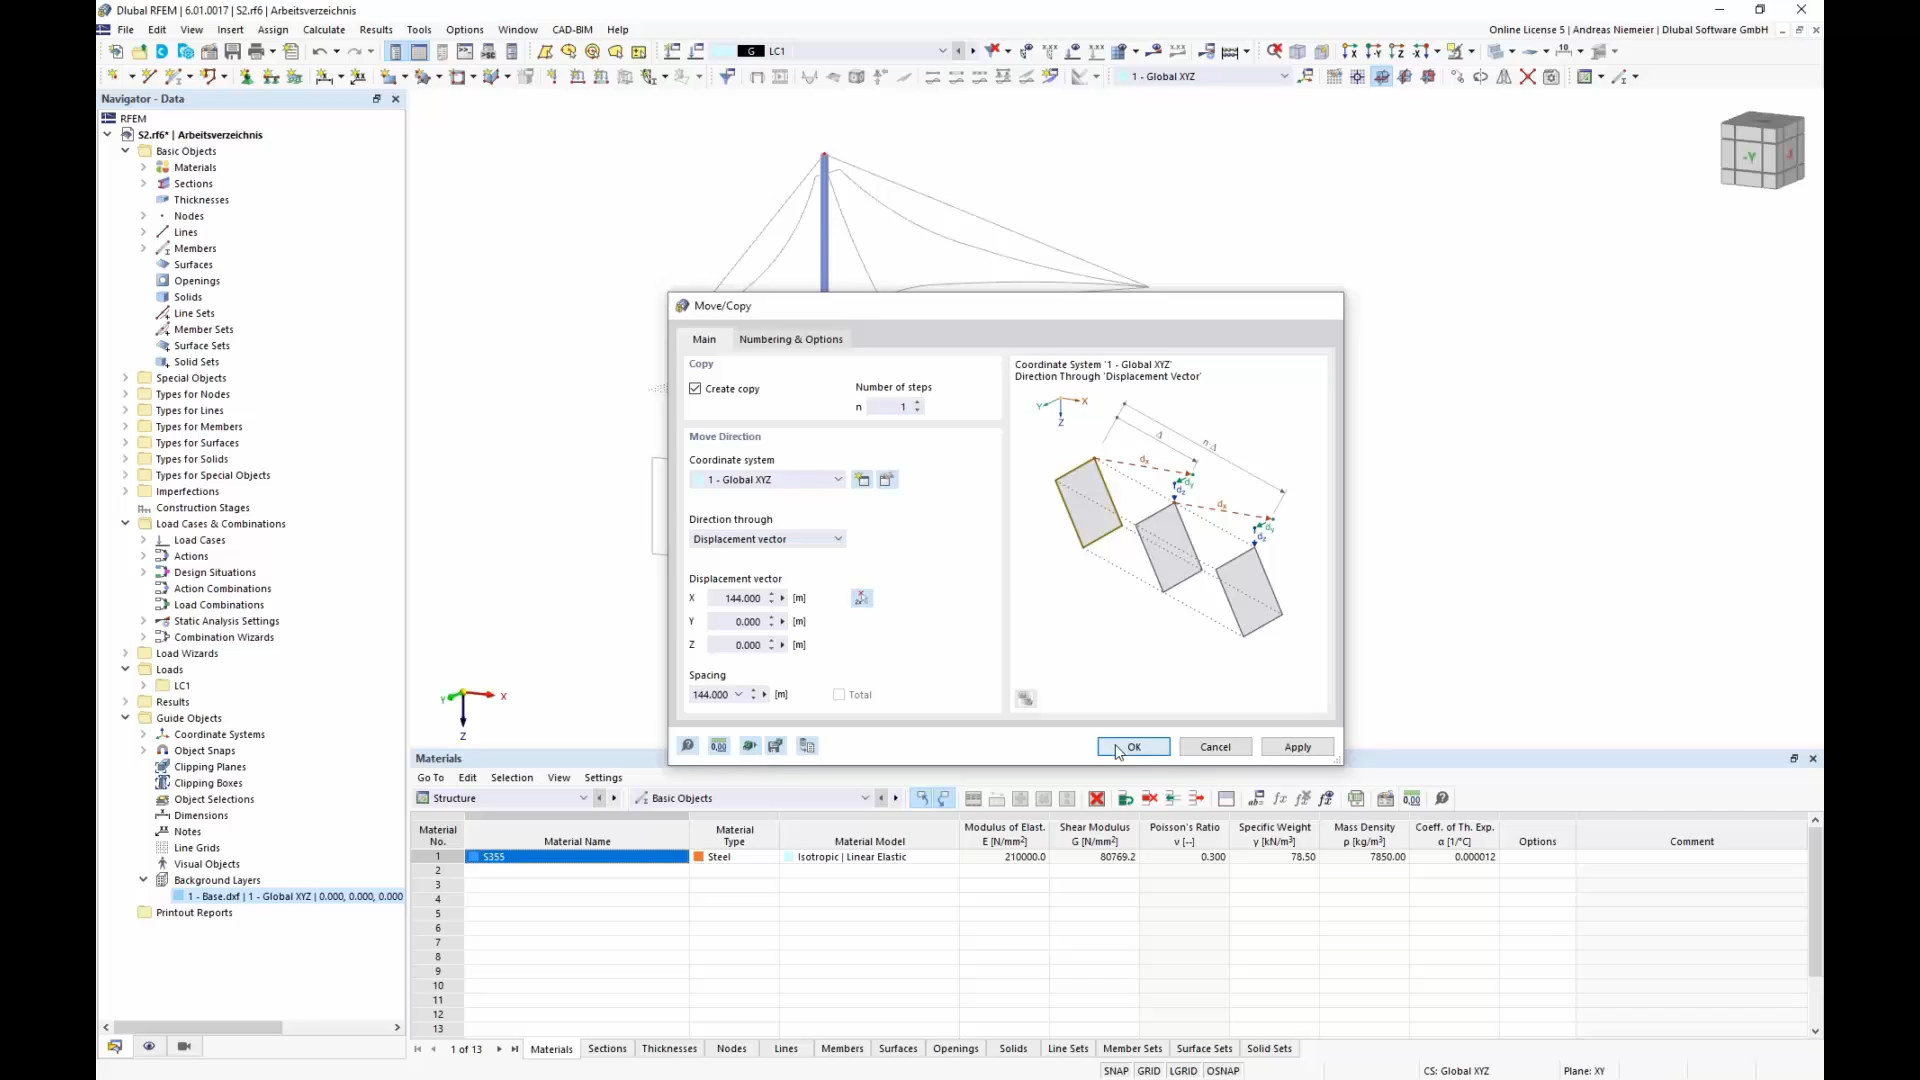 Dlubal RFEM | 6.01.0017 | S2.rf6 | Arbeitsverzeichnis
File Edit View Insert Assign Calculate Results Tools Options Window CAD-BIM Help
Online License 5 | Andreas Niemeier | Dlubal Software GmbH
G LC1
1 - Global XYZ
Navigator - Data
RFEM
S2.rf6* | Arbeitsverzeichnis
Basic Objects
Materials
Sections
Thicknesses
Nodes
Lines
Members
Surfaces
Openings
Solids
Line Sets
Member Sets
Surface Sets
Solid Sets
Special Objects
Types for Nodes
Types for Lines
Types for Members
Types for Surfaces
Types for Solids
Types for Special Objects
Imperfections
Construction Stages
Load Cases & Combinations
Load Cases
Actions
Design Situations
Action Combinations
Load Combinations
Static Analysis Settings
Combination Wizards
Load Wizards
Loads
LC1
Results
Guide Objects
Coordinate Systems
Object Snaps
Clipping Planes
Clipping Boxes
Object Selections
Dimensions
Notes
Line Grids
Visual Objects
Background Layers
1 - Base.dxf | 1 - Global XYZ | 0.000, 0.000, 0.000
Printout Reports
-Y
Y X
Z
Move/Copy
Main Numbering & Options
Copy
Create copy
Number of steps
n 1
Move Direction
Coordinate system
1 - Global XYZ
Direction through
Displacement vector
Displacement vector
X 144.000 [m]
Y 0.000 [m]
Z 0.000 [m]
Spacing
144.000 [m] Total
Coordinate System '1 - Global XYZ'
Direction Through 'Displacement Vector'
Y X
Z
Δ
n·Δ
dx
dy
dz
dx
dy
dz
OK Cancel Apply
Materials
Go To Edit Selection View Settings
Structure Basic Objects
Material No. Material Name Material Type Material Model Modulus of Elast. E [N/mm²] Shear Modulus G [N/mm²] Poisson's Ratio ν [--] Specific Weight γ [kN/m³] Mass Density ρ [kg/m³] Coeff. of Th. Exp. α [1/°C] Options Comment
1 S355 Steel Isotropic | Linear Elastic 210000.0 80769.2 0.300 78.50 7850.00 0.000012
2
3
4
5
6
7
8
9
10
11
12
13
1 of 13 Materials Sections Thicknesses Nodes Lines Members Surfaces Openings Solids Line Sets Member Sets Surface Sets Solid Sets
SNAP GRID LGRID OSNAP CS: Global XYZ Plane: XY